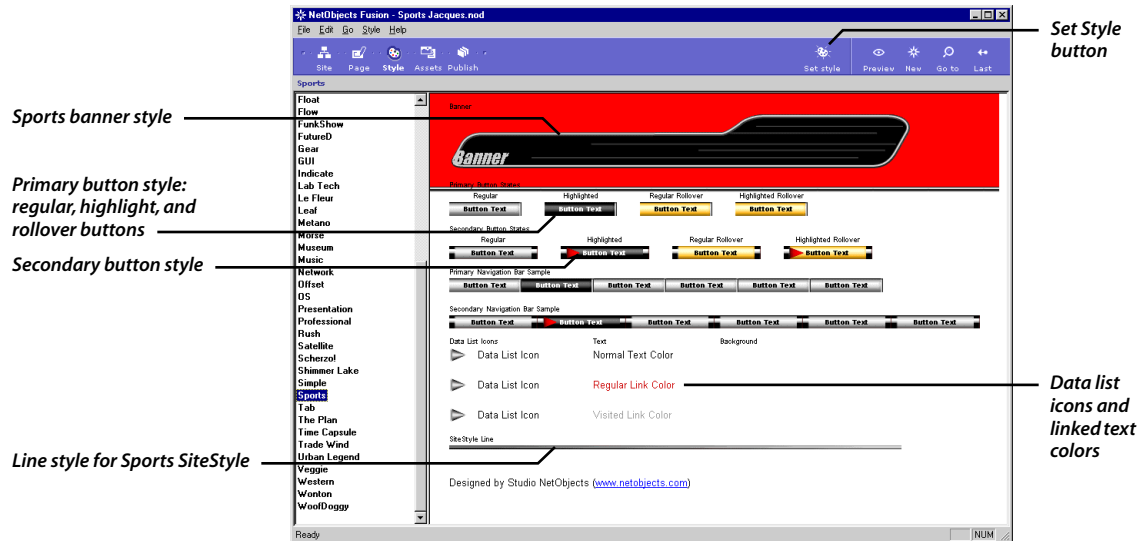 NetObjects Fusion - Sports Jacques.nod
File Edit Go Style Help
Site Page Style Assets Publish Set style Preview New Go to Last
Sports
Set Style
button
Sports banner style
Primary button style:
regular, highlight, and
rollover buttons
Secondary button style
Line style for Sports SiteStyle
Float
Flow
FunkShow
FutureD
Gear
GUI
Indicate
Lab Tech
Le Fleur
Leaf
Metano
Morse
Museum
Music
Network
Offset
OS
Presentation
Professional
Rush
Satellite
Scherzo!
Shimmer Lake
Simple
Sports
Tab
The Plan
Time Capsule
Trade Wind
Urban Legend
Veggie
Western
Wonton
WoofDoggy
Banner
Banner
Primary Button States
Regular Highlighted Regular Rollover Highlighted Rollover
Button Text Button Text Button Text Button Text
Secondary Button States
Regular Highlighted Regular Rollover Highlighted Rollover
Button Text Button Text Button Text Button Text
Primary Navigation Bar Sample
Button Text Button Text Button Text Button Text Button Text Button Text
Secondary Navigation Bar Sample
Button Text Button Text Button Text Button Text Button Text Button Text
Data List Icons Text Background
Data List Icon Normal Text Color
Data List Icon Regular Link Color
Data List Icon Visited Link Color
SiteStyle Line
Designed by Studio NetObjects (www.netobjects.com)
Data list
icons and
linked text
colors
Ready NUM